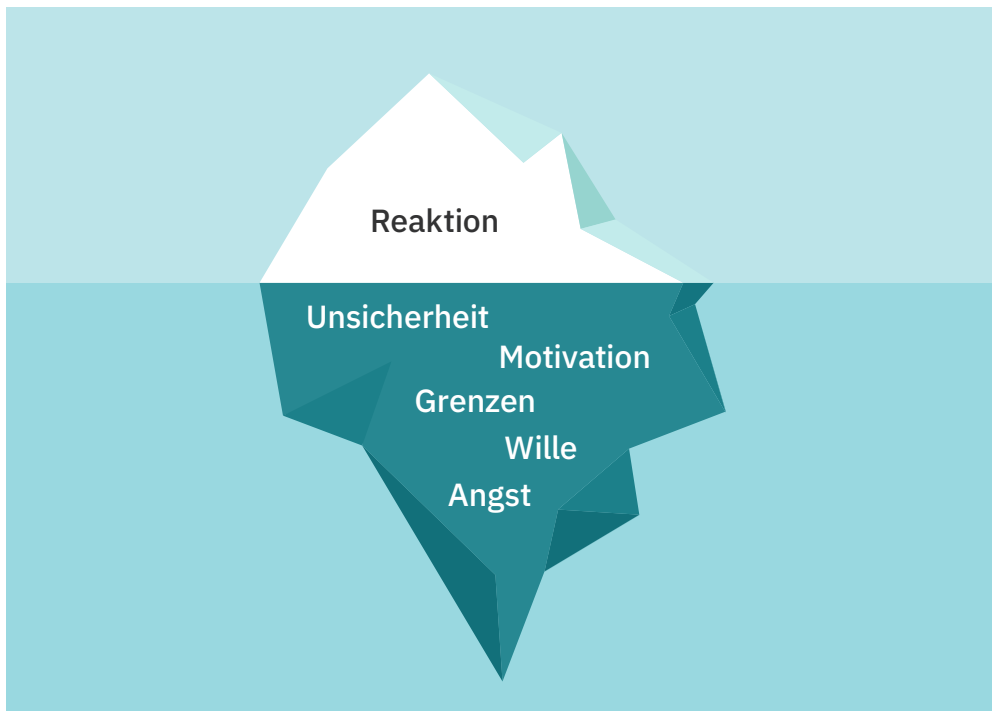 Reaktion
Unsicherheit
Motivation
Grenzen
Wille
Angst